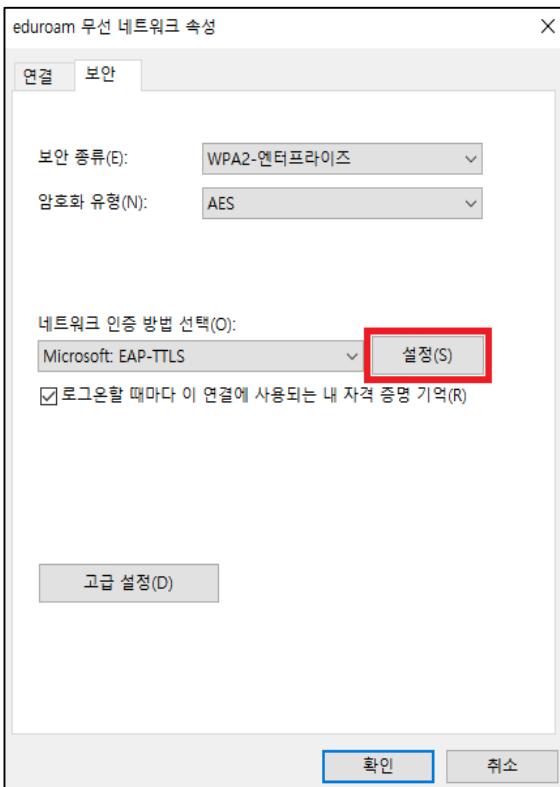 eduroam 무선 네트워크 속성
연결 보안
보안 종류(E): WPA2-엔터프라이즈
암호화 유형(N): AES
네트워크 인증 방법 선택(O):
Microsoft: EAP-TTLS 설정(S)
로그온할 때마다 이 연결에 사용되는 내 자격 증명 기억(R)
고급 설정(D)
확인 취소